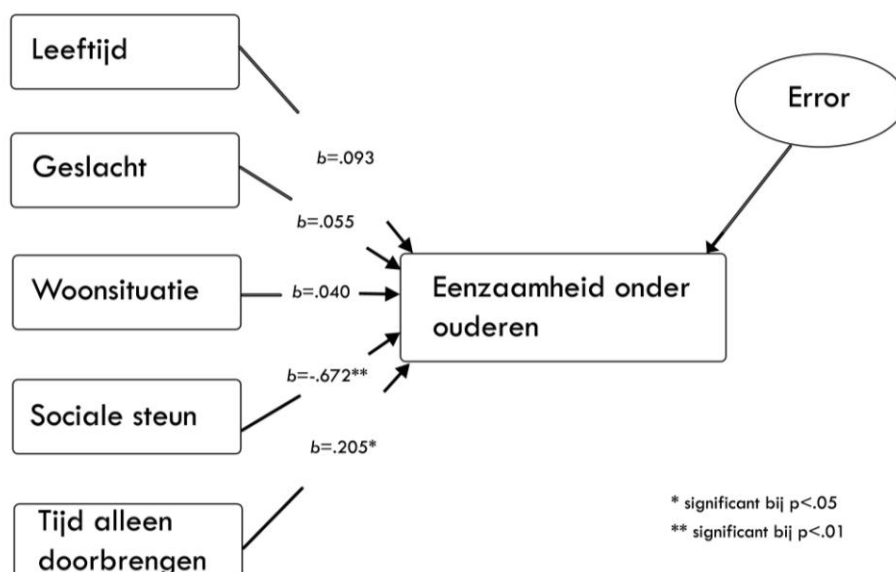 Leeftijd
Error
b=.093
Geslacht
b=.055
Woonsituatie
b=.040
Eenzaamheid onder
ouderen
b=-.672**
Sociale steun
b=.205*
Tijd alleen
doorbrengen
* significant bij p<.05
** significant bij p<.01